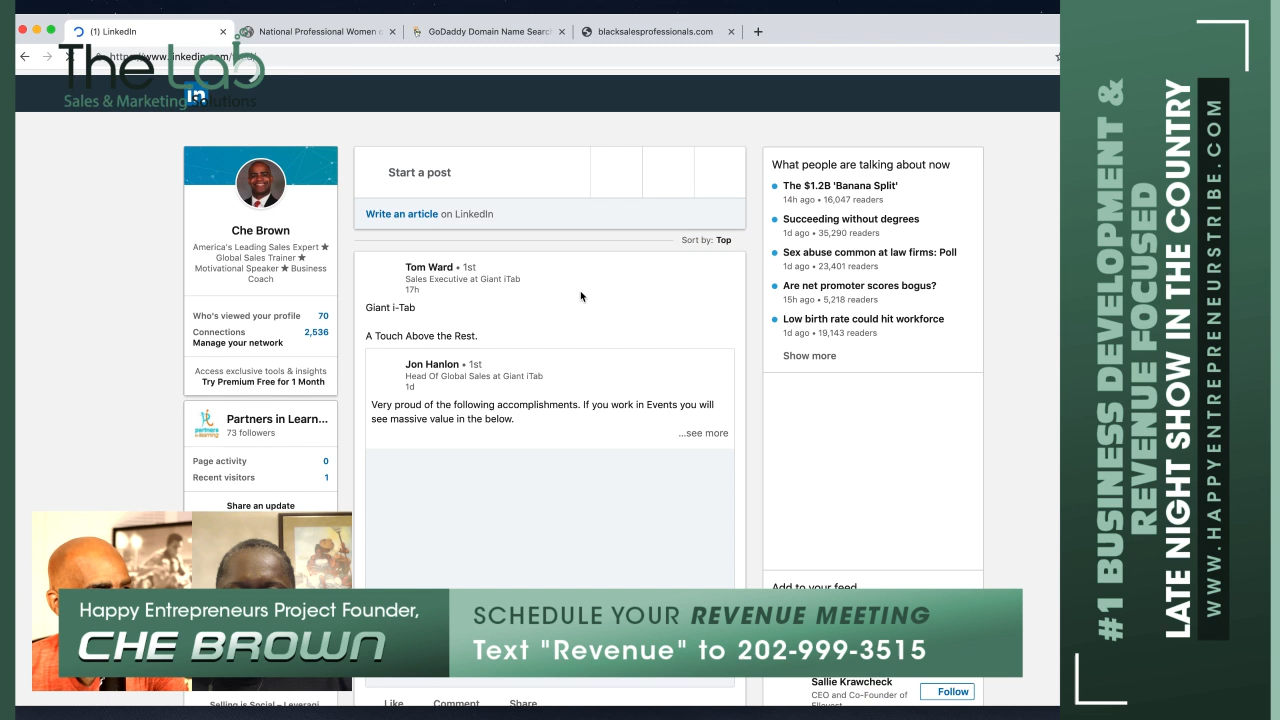 (1) LinkedIn
National Professional Women
GoDaddy Domain Name Search
blacksalesprofessionals.com
The Lab
Sales & Marketing Solutions
in
Che Brown
America's Leading Sales Expert ★
Global Sales Trainer ★
Motivational Speaker ★ Business
Coach
Who's viewed your profile 70
Connections 2,536
Manage your network
Access exclusive tools & insights
Try Premium Free for 1 Month
partners in learning
Partners in Learn...
73 followers
Page activity 0
Recent visitors 1
Share an update
Start a post
Write an article on LinkedIn
Sort by: Top
Tom Ward • 1st
Sales Executive at Giant iTab
17h
Giant i-Tab
A Touch Above the Rest.
Jon Hanlon • 1st
Head Of Global Sales at Giant iTab
1d
Very proud of the following accomplishments. If you work in Events you will
see massive value in the below.
...see more
Like Comment Share
What people are talking about now
The $1.2B 'Banana Split'
14h ago • 16,047 readers
Succeeding without degrees
1d ago • 35,290 readers
Sex abuse common at law firms: Poll
1d ago • 23,401 readers
Are net promoter scores bogus?
15h ago • 5,218 readers
Low birth rate could hit workforce
1d ago • 19,143 readers
Show more
Add to your feed
Sallie Krawcheck
CEO and Co-Founder of
Follow
Happy Entrepreneurs Project Founder,
CHE BROWN
SCHEDULE YOUR REVENUE MEETING
Text "Revenue" to 202-999-3515
#1 BUSINESS DEVELOPMENT &
REVENUE FOCUSED
LATE NIGHT SHOW IN THE COUNTRY
WWW.HAPPYENTREPRENEURSTRIBE.COM